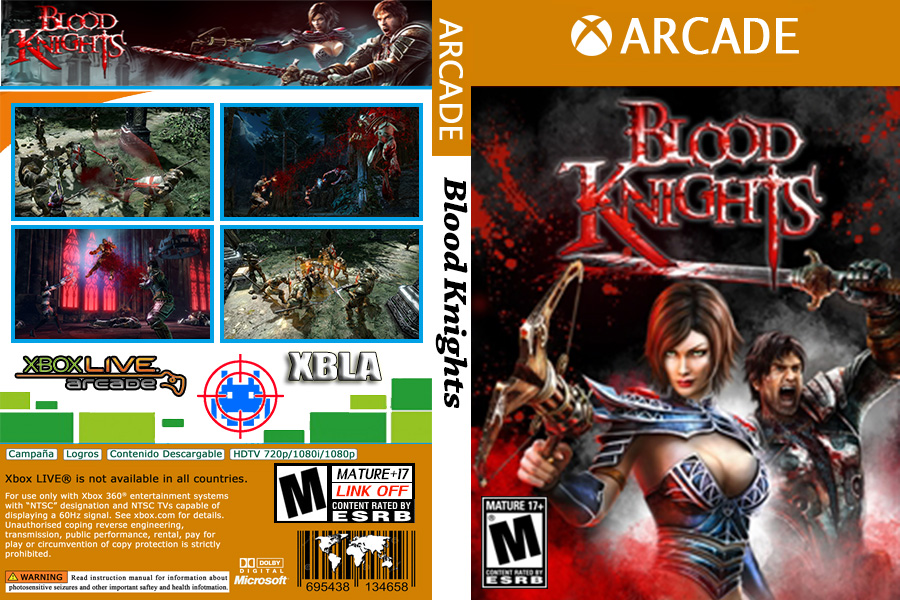 BLOOD
KNIGHTS
XBOX LIVE.
arcade
XBLA
Campaña
Logros
Contenido Descargable
HDTV 720p/1080i/1080p
Xbox LIVE® is not available in all countries.
For use only with Xbox 360® entertainment systems
with “NTSC” designation and NTSC TVs capable of
displaying a 60Hz signal. See xbox.com for details.
Unauthorised coping reverse engineering,
transmission, public performance, rental, pay for
play or circumvention of copy protection is strictly
prohibited.
WARNING Read instruction manual for information about
photosensitive seizures and other important saftey and health infotmation.
DOLBY
DIGITAL
Microsoft
M
MATURE+17
LINK OFF
CONTENT RATED BY
ESRB
695438 134658
ARCADE
Blood Knights
ARCADE
BLOOD
KNIGHTS
MATURE 17+
M
CONTENT RATED BY
ESRB